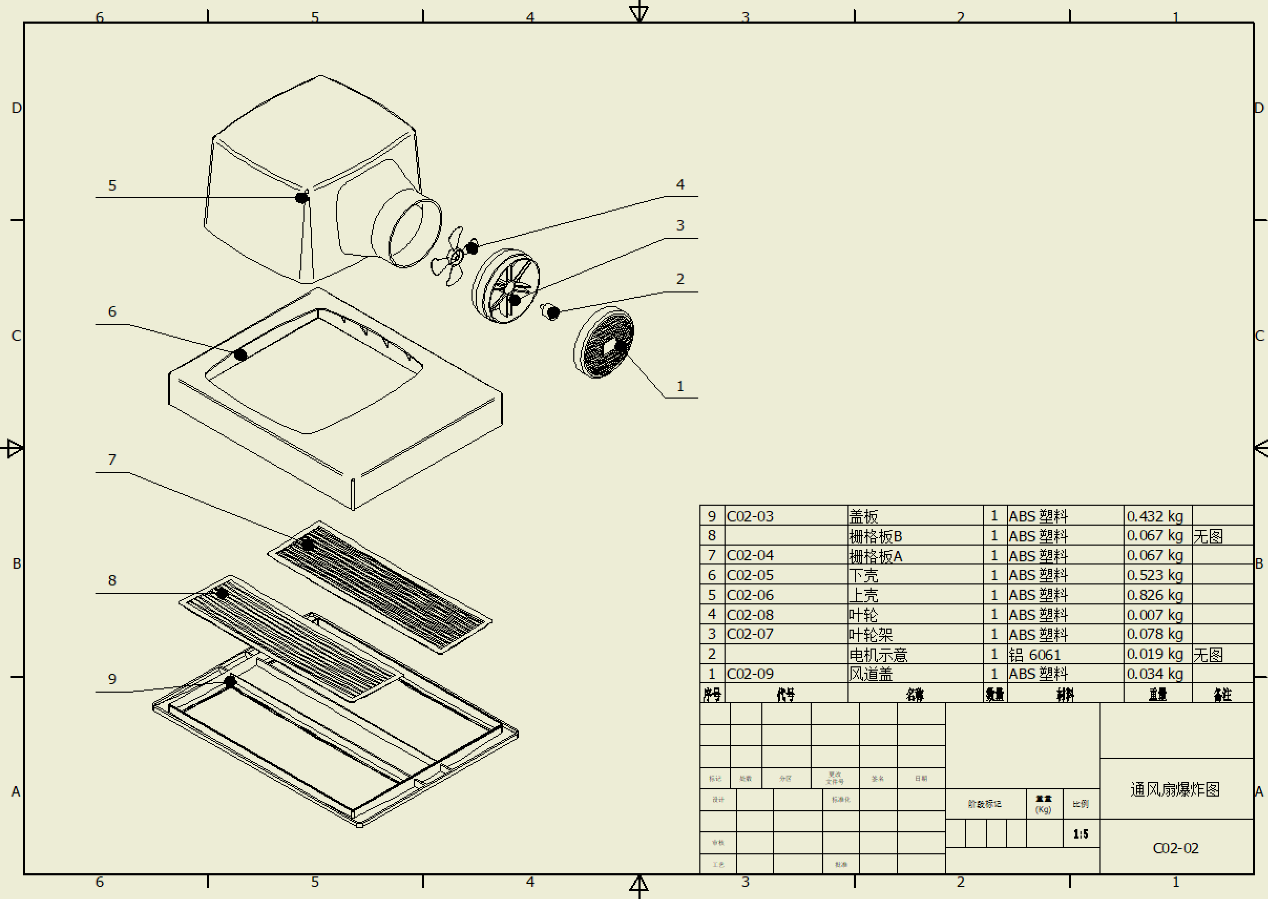 6 5 4 3 2 1
D D
5
4
3
2
6
C C
1
7
9 C02-03 盖板 1 ABS 塑料 0.432 kg
8 栅格板B 1 ABS 塑料 0.067 kg 无图
7 C02-04 栅格板A 1 ABS 塑料 0.067 kg
B B
6 C02-05 下壳 1 ABS 塑料 0.523 kg
8
5 C02-06 上壳 1 ABS 塑料 0.826 kg
4 C02-08 叶轮 1 ABS 塑料 0.007 kg
3 C02-07 叶轮架 1 ABS 塑料 0.078 kg
2 电机示意 1 铝 6061 0.019 kg 无图
1 C02-09 风道盖 1 ABS 塑料 0.034 kg
9
序号 代号 名称 数量 材料 重量 备注
标记 处数 分区 更改文件号 签名 日期
A 通风扇爆炸图 A
设计 标准化 阶段标记 重量(Kg) 比例
1:5
审核
C02-02
工艺 批准
6 5 4 3 2 1